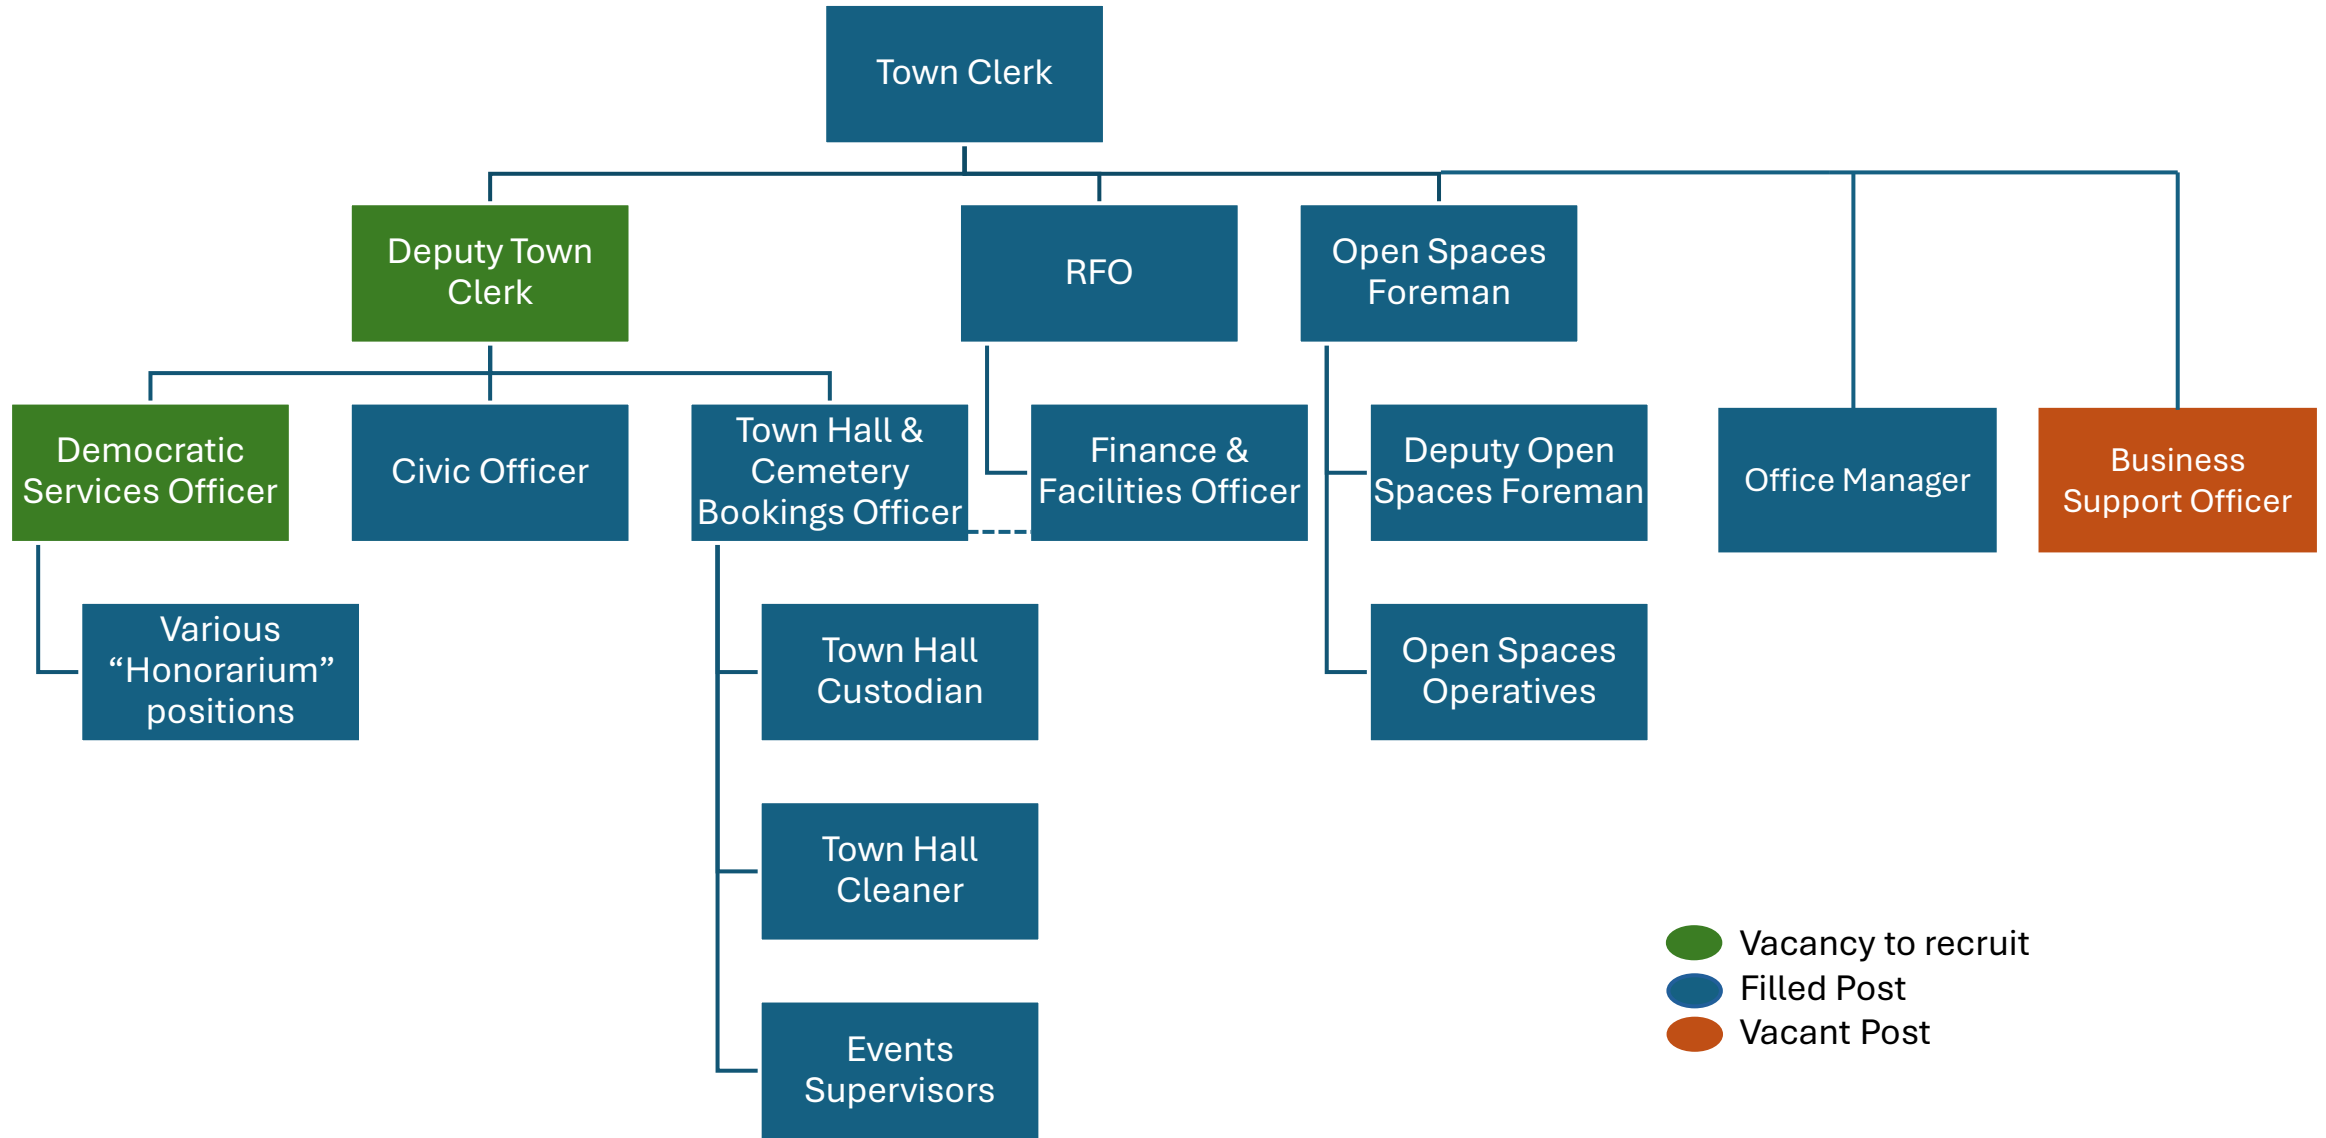 Town Clerk
Deputy Town
Clerk
RFO
Open Spaces
Foreman
Democratic
Services Officer
Civic Officer
Town Hall &
Cemetery
Bookings Officer
Finance &
Facilities Officer
Deputy Open
Spaces Foreman
Office Manager
Business
Support Officer
Various
“Honorarium”
positions
Town Hall
Custodian
Open Spaces
Operatives
Town Hall
Cleaner
Events
Supervisors
Vacancy to recruit
Filled Post
Vacant Post